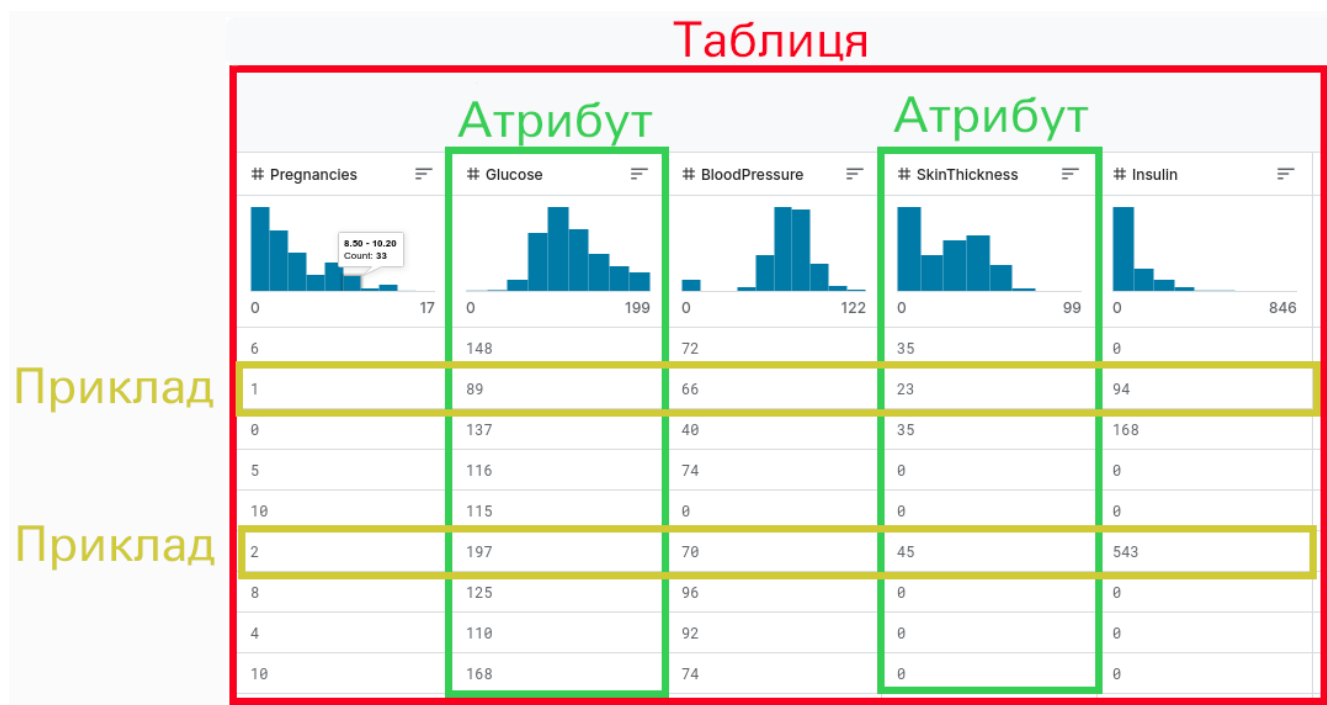 Таблиця
Атрибут Атрибут
# Pregnancies # Glucose # BloodPressure # SkinThickness # Insulin
8.50 - 10.20
Count: 33
0 17 0 199 0 122 0 99 0 846
6 148 72 35 0
Приклад 1 89 66 23 94
0 137 40 35 168
5 116 74 0 0
10 115 0 0 0
Приклад 2 197 70 45 543
8 125 96 0 0
4 110 92 0 0
10 168 74 0 0